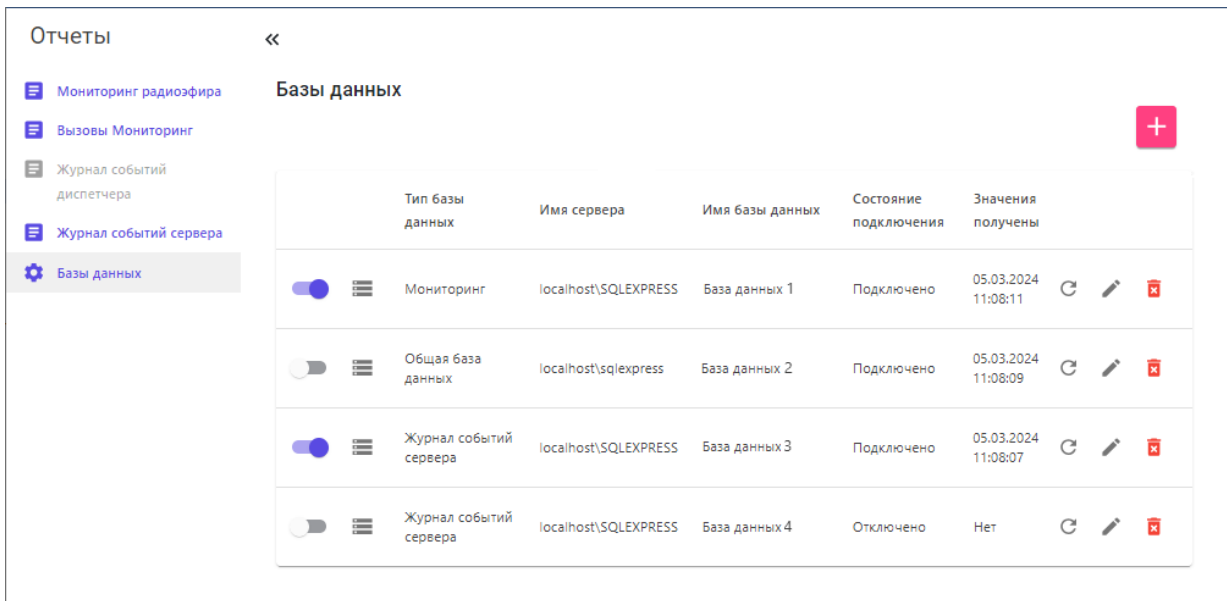 Отчеты
Мониторинг радиоэфира
Вызовы Мониторинг
Журнал событий
диспетчера
Журнал событий сервера
Базы данных
Базы данных
Тип базы
данных
Имя сервера
Имя базы данных
Состояние
подключения
Значения
получены
Мониторинг
localhost\SQLEXPRESS
База данных 1
Подключено
05.03.2024
11:08:11
Общая база
данных
localhost\sqlexpress
База данных 2
Подключено
05.03.2024
11:08:09
Журнал событий
сервера
localhost\SQLEXPRESS
База данных 3
Подключено
05.03.2024
11:08:07
Журнал событий
сервера
localhost\SQLEXPRESS
База данных 4
Отключено
Нет